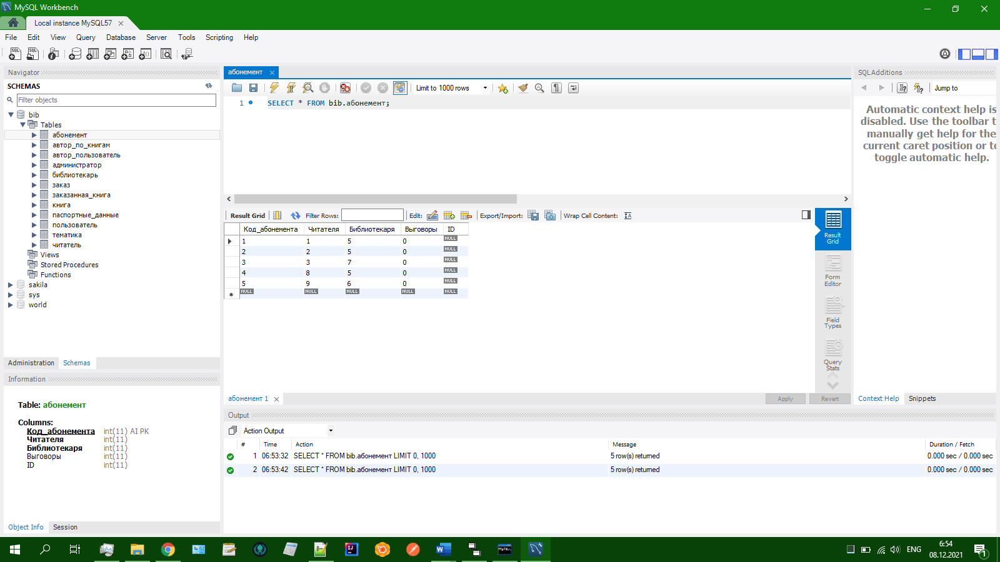 MySQL Workbench
Local instance MySQL57
File Edit View Query Database Server Tools Scripting Help
Navigator
SCHEMAS
Filter objects
bib
Tables
абонемент
автор_по_книгам
автор_пользователь
администратор
библиотекарь
заказ
заказанная_книга
книга
паспортные_данные
пользователь
тематика
читатель
Views
Stored Procedures
Functions
sakila
sys
world
Administration Schemas
Information
Table: абонемент
Columns:
Код_абонемента int(11) AI PK
Читателя int(11)
Библиотекаря int(11)
Выговоры int(11)
ID int(11)
Object Info Session
абонемент
Limit to 1000 rows
1 SELECT * FROM bib.абонемент;
Result Grid Filter Rows: Edit: Export/Import: Wrap Cell Content:
Код_абонемента Читателя Библиотекаря Выговоры ID
1 1 5 0 NULL
2 2 5 0 NULL
3 3 7 0 NULL
4 8 5 0 NULL
5 9 6 0 NULL
NULL NULL NULL NULL NULL
Result
Grid
Form
Editor
Field
Types
Query
Stats
абонемент 1
Apply Revert
SQLAdditions
Jump to
Automatic context help is
disabled. Use the toolbar t
manually get help for the
current caret position or to
toggle automatic help.
Context Help Snippets
Output
Action Output
# Time Action Message Duration / Fetch
1 06:53:32 SELECT * FROM bib.абонемент LIMIT 0, 1000 5 row(s) returned 0.000 sec / 0.000 sec
2 06:53:42 SELECT * FROM bib.абонемент LIMIT 0, 1000 5 row(s) returned 0.000 sec / 0.000 sec
ENG
6:54
08.12.2021
1